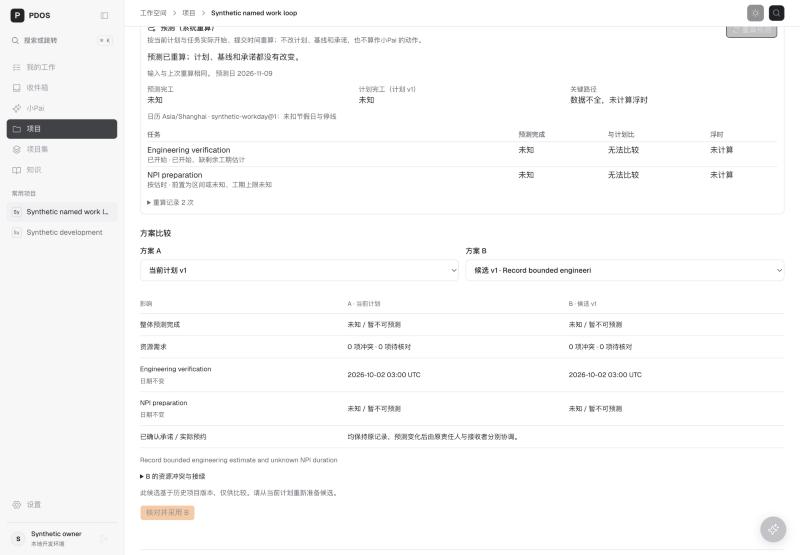 P PDOS
搜索或跳转 ⌘ K
我的工作
收件箱
小Pai
项目
项目集
知识
常用项目
Sy Synthetic named work l...
Sy Synthetic development
设置
S Synthetic owner
本地开发环境
工作空间 > 项目 > Synthetic named work loop
预测（系统重算）
按当前计划与任务实际开始、提交时间重算；不改计划、基线和承诺，也不算作小Pai 的动作。
预测已重算；计划、基线和承诺都没有改变。
输入与上次重算相同。 预测日 2026-11-09
预测完工 计划完工（计划 v1） 关键路径
未知 未知 数据不全，未计算浮时
日历 Asia/Shanghai · synthetic-workday@1；未扣节假日与停线
任务 预测完成 与计划比 浮时
Engineering verification 未知 无法比较 未计算
已开始 · 已开始、缺剩余工期估计
NPI preparation 未知 无法比较 未计算
按估时 · 前置为区间或未知、工期上限未知
重算记录 2 次
方案比较
方案 A 方案 B
当前计划 v1 候选 v1 · Record bounded engineeri
影响 A · 当前计划 B · 候选 v1
整体预测完成 未知 / 暂不可预测 未知 / 暂不可预测
资源需求 0 项冲突 · 0 项待核对 0 项冲突 · 0 项待核对
Engineering verification 2026-10-02 03:00 UTC 2026-10-02 03:00 UTC
日期不变
NPI preparation 未知 / 暂不可预测 未知 / 暂不可预测
日期不变
已确认承诺 / 实际预约 均保持原记录，预测变化后由原责任人与接收者分别协调。
Record bounded engineering estimate and unknown NPI duration
B 的资源冲突与接续
此候选基于历史项目版本，仅供比较。请从当前计划重新准备候选。
核对并采用 B